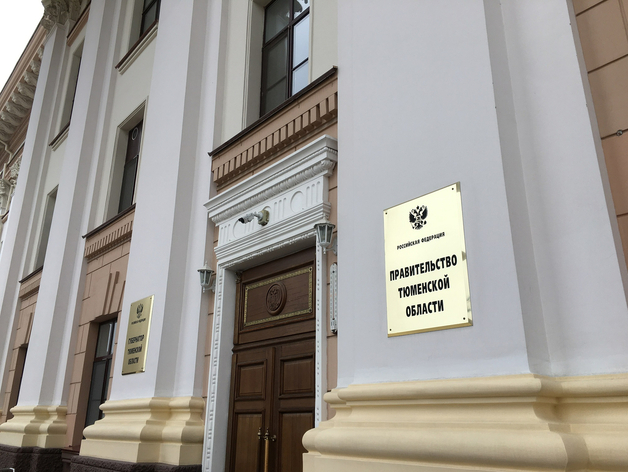 РОССИЙСКАЯ ФЕДЕРАЦИЯ
ПРАВИТЕЛЬСТВО
ТЮМЕНСКОЙ
ОБЛАСТИ
ГУБЕРНАТОР
ТЮМЕНСКОЙ
ОБЛАСТИ